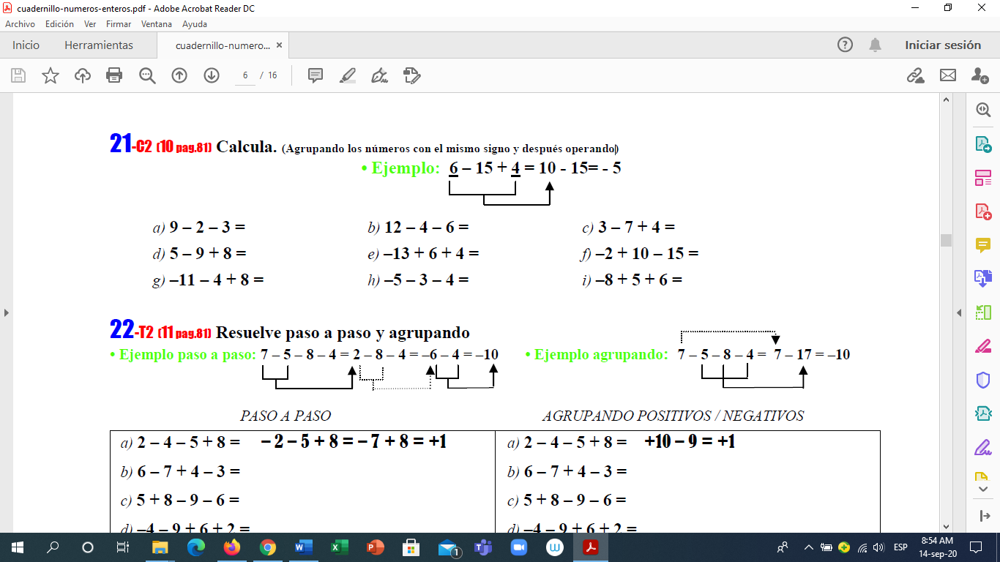 cuadernillo-numeros-enteros.pdf - Adobe Acrobat Reader DC
Archivo Edición Ver Firmar Ventana Ayuda
Inicio Herramientas cuadernillo-numero... × Iniciar sesión
6 / 16
21-C2 (10 pag.81) Calcula. (Agrupando los números con el mismo signo y después operando)
• Ejemplo: 6 – 15 + 4 = 10 - 15= - 5
a) 9 – 2 – 3 = b) 12 – 4 – 6 = c) 3 – 7 + 4 =
d) 5 – 9 + 8 = e) –13 + 6 + 4 = f) –2 + 10 – 15 =
g) –11 – 4 + 8 = h) –5 – 3 – 4 = i) –8 + 5 + 6 =
22-T2 (11 pag.81) Resuelve paso a paso y agrupando
• Ejemplo paso a paso: 7 – 5 – 8 – 4 = 2 – 8 – 4 = –6 – 4 = –10 • Ejemplo agrupando: 7 – 5 – 8 – 4 = 7 – 17 = –10
PASO A PASO AGRUPANDO POSITIVOS / NEGATIVOS
a) 2 – 4 – 5 + 8 = – 2 – 5 + 8 = – 7 + 8 = +1 a) 2 – 4 – 5 + 8 = +10 – 9 = +1
b) 6 – 7 + 4 – 3 = b) 6 – 7 + 4 – 3 =
c) 5 + 8 – 9 – 6 = c) 5 + 8 – 9 – 6 =
d) –4 – 9 + 6 + 2 = d) –4 – 9 + 6 + 2 =
ESP 8:54 AM
14-sep-20